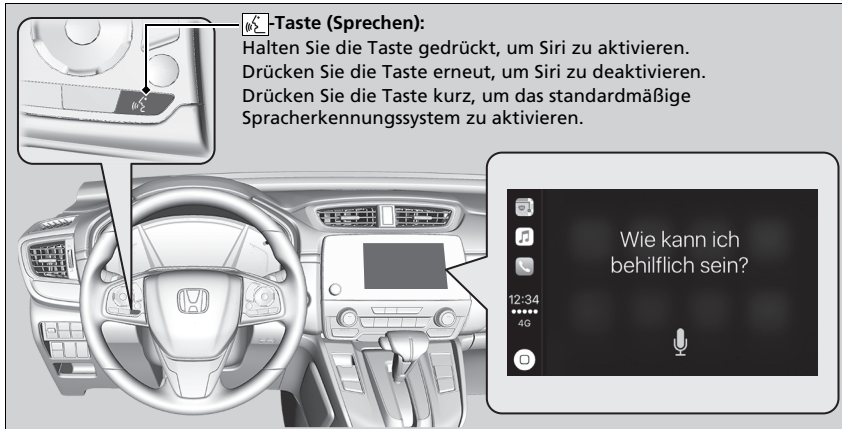 -Taste (Sprechen):
Halten Sie die Taste gedrückt, um Siri zu aktivieren.
Drücken Sie die Taste erneut, um Siri zu deaktivieren.
Drücken Sie die Taste kurz, um das standardmäßige
Spracherkennungssystem zu aktivieren.
Wie kann ich
behilflich sein?
12:34
4G